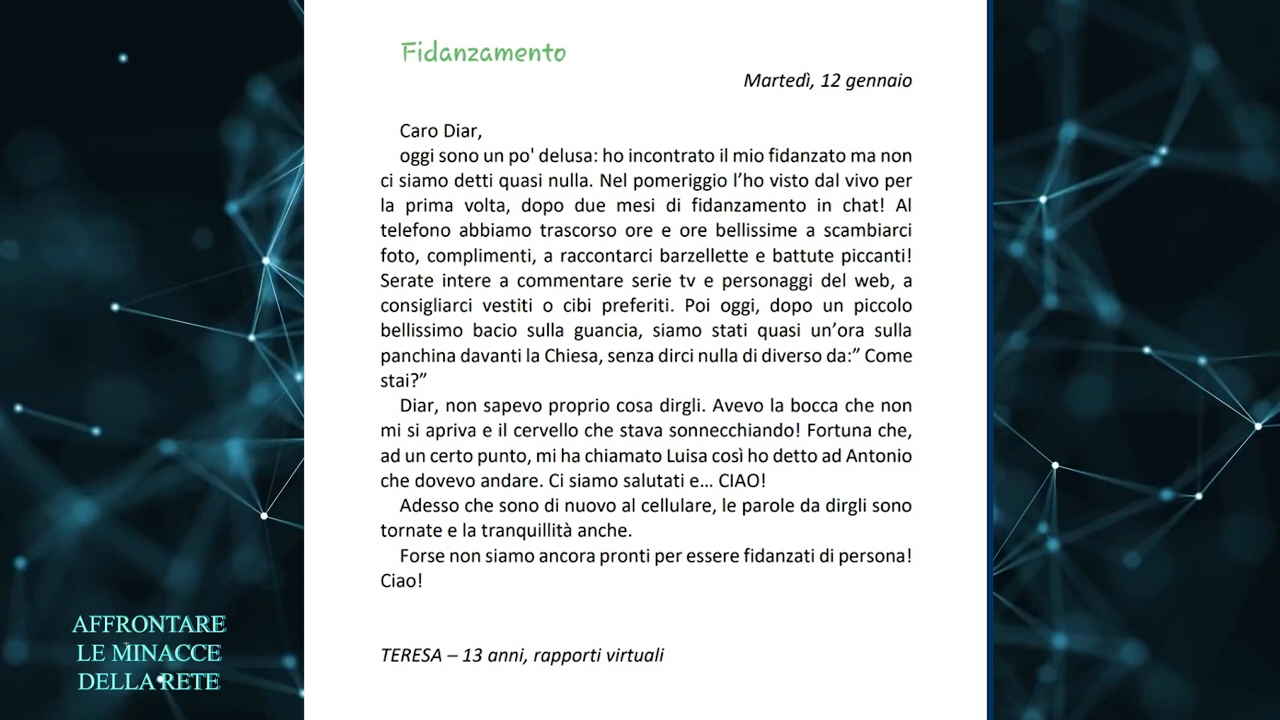 Fidanzamento
Martedì, 12 gennaio
Caro Diar,
oggi sono un po' delusa: ho incontrato il mio fidanzato ma non
ci siamo detti quasi nulla. Nel pomeriggio l’ho visto dal vivo per
la prima volta, dopo due mesi di fidanzamento in chat! Al
telefono abbiamo trascorso ore e ore bellissime a scambiarci
foto, complimenti, a raccontarci barzellette e battute piccanti!
Serate intere a commentare serie tv e personaggi del web, a
consigliarci vestiti o cibi preferiti. Poi oggi, dopo un piccolo
bellissimo bacio sulla guancia, siamo stati quasi un’ora sulla
panchina davanti la Chiesa, senza dirci nulla di diverso da:” Come
stai?”
Diar, non sapevo proprio cosa dirgli. Avevo la bocca che non
mi si apriva e il cervello che stava sonnecchiando! Fortuna che,
ad un certo punto, mi ha chiamato Luisa così ho detto ad Antonio
che dovevo andare. Ci siamo salutati e… CIAO!
Adesso che sono di nuovo al cellulare, le parole da dirgli sono
tornate e la tranquillità anche.
Forse non siamo ancora pronti per essere fidanzati di persona!
Ciao!
TERESA – 13 anni, rapporti virtuali
AFFRONTARE
LE MINACCE
DELLA RETE